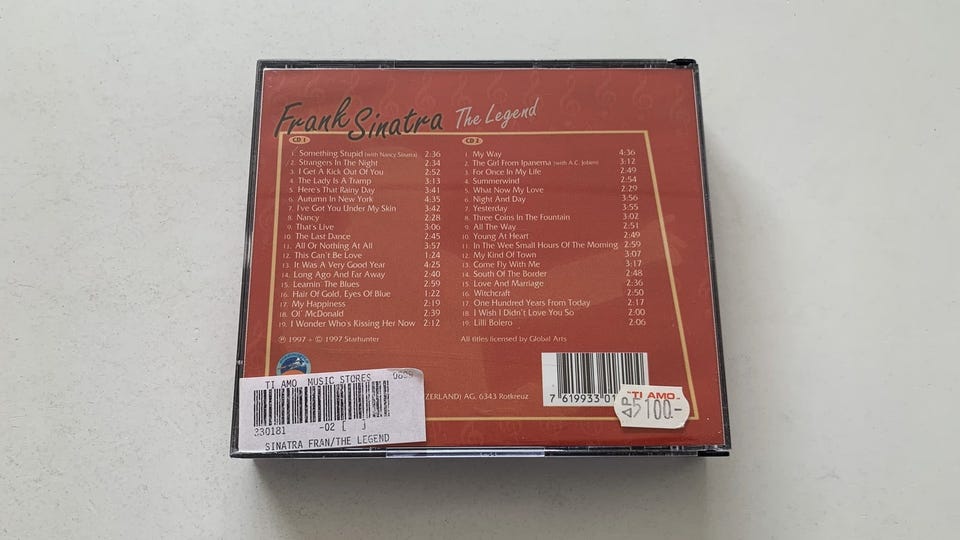 Frank Sinatra The Legend
CD 1
1. Something Stupid (with Nancy Sinatra) 2:36
2. Strangers In The Night 2:34
3. I Get A Kick Out Of You 2:52
4. The Lady Is A Tramp 3:13
5. Here's That Rainy Day 3:41
6. Autumn In New York 4:35
7. I've Got You Under My Skin 3:42
8. Nancy 2:28
9. That's Live 3:06
10. The Last Dance 2:45
11. All Or Nothing At All 3:57
12. This Can't Be Love 1:24
13. It Was A Very Good Year 4:25
14. Long Ago And Far Away 2:40
15. Learnin The Blues 2:59
16. Hair Of Gold, Eyes Of Blue 1:22
17. My Happiness 2:19
18. Ol' McDonald 2:39
19. I Wonder Who's Kissing Her Now 2:12
CD 2
1. My Way 4:36
2. The Girl From Ipanema (with A.C. Jobim) 3:12
3. For Once In My Life 2:49
4. Summerwind 2:54
5. What Now My Love 2:29
6. Night And Day 3:56
7. Yesterday 3:55
8. Three Coins In The Fountain 3:02
9. All The Way 2:51
10. Young At Heart 2:49
11. In The Wee Small Hours Of The Morning 2:59
12. My Kind Of Town 3:07
13. Come Fly With Me 3:17
14. South Of The Border 2:48
15. Love And Marriage 2:36
16. Witchcraft 2:50
17. One Hundred Years From Today 2:17
18. I Wish I Didn't Love You So 2:00
19. Lilli Bolero 2:06
℗ 1997 + © 1997 Starhunter
All titles licensed by Global Arts
ZERLAND) AG, 6343 Rotkreuz
7 619933 01
TI AMO
5100.-
TI AMO MUSIC STORES
330181 -02 [ ]
SINATRA FRAN/THE LEGEND